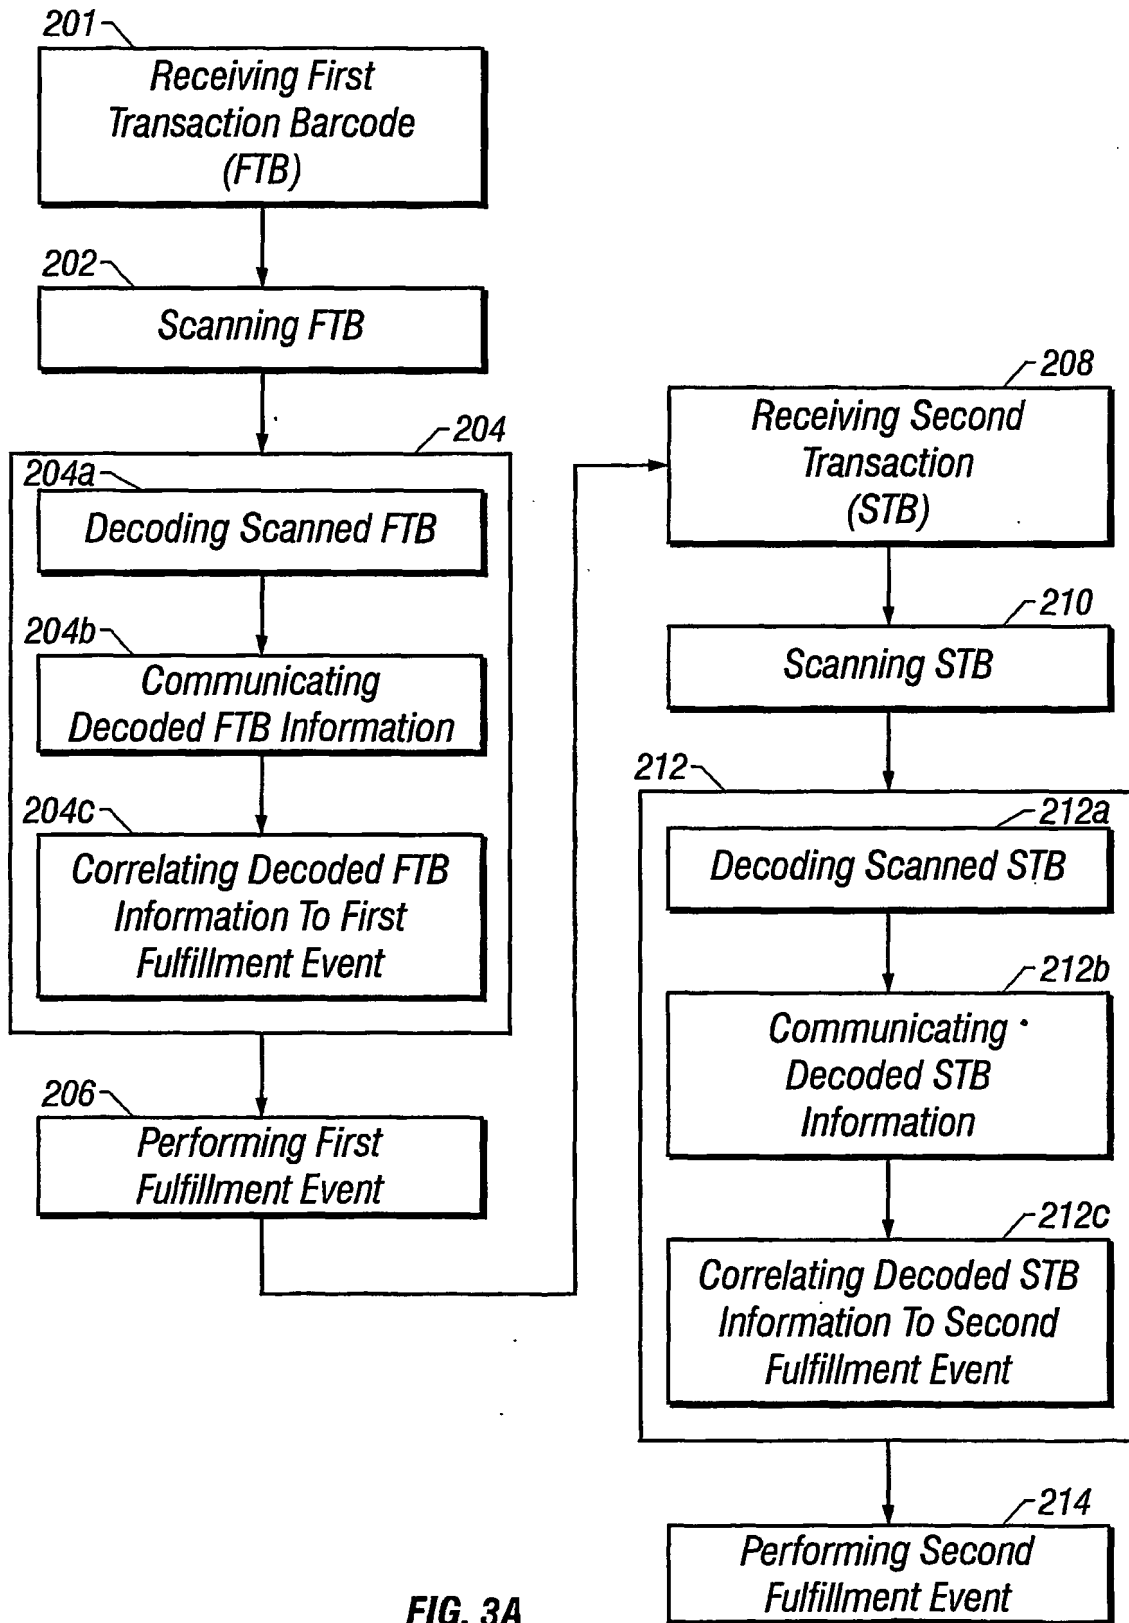 201
Receiving First
Transaction Barcode
(FTB)
202
Scanning FTB
204
204a
Decoding Scanned FTB
204b
Communicating
Decoded FTB Information
204c
Correlating Decoded FTB
Information To First
Fulfillment Event
206
Performing First
Fulfillment Event
208
Receiving Second
Transaction
(STB)
210
Scanning STB
212
212a
Decoding Scanned STB
212b
Communicating
Decoded STB
Information
212c
Correlating Decoded STB
Information To Second
Fulfillment Event
214
Performing Second
Fulfillment Event
FIG. 3A